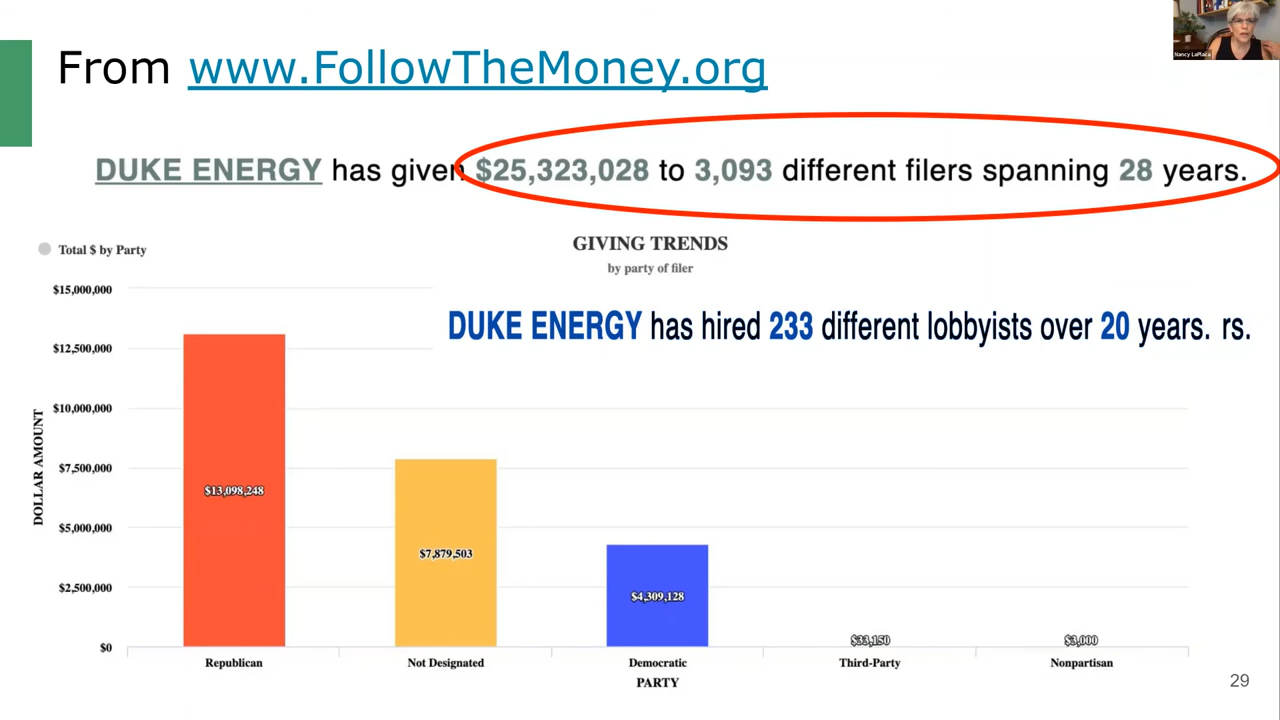 From www.FollowTheMoney.org
Nancy LaPlaca
DUKE ENERGY has given $25,323,028 to 3,093 different filers spanning 28 years.
Total $ by Party
GIVING TRENDS
by party of filer
DUKE ENERGY has hired 233 different lobbyists over 20 years. rs.
DOLLAR AMOUNT
$15,000,000
$12,500,000
$10,000,000
$7,500,000
$5,000,000
$2,500,000
$0
$13,098,248
$7,879,503
$4,309,128
$33,150
$3,000
Republican
Not Designated
Democratic
Third-Party
Nonpartisan
PARTY
29